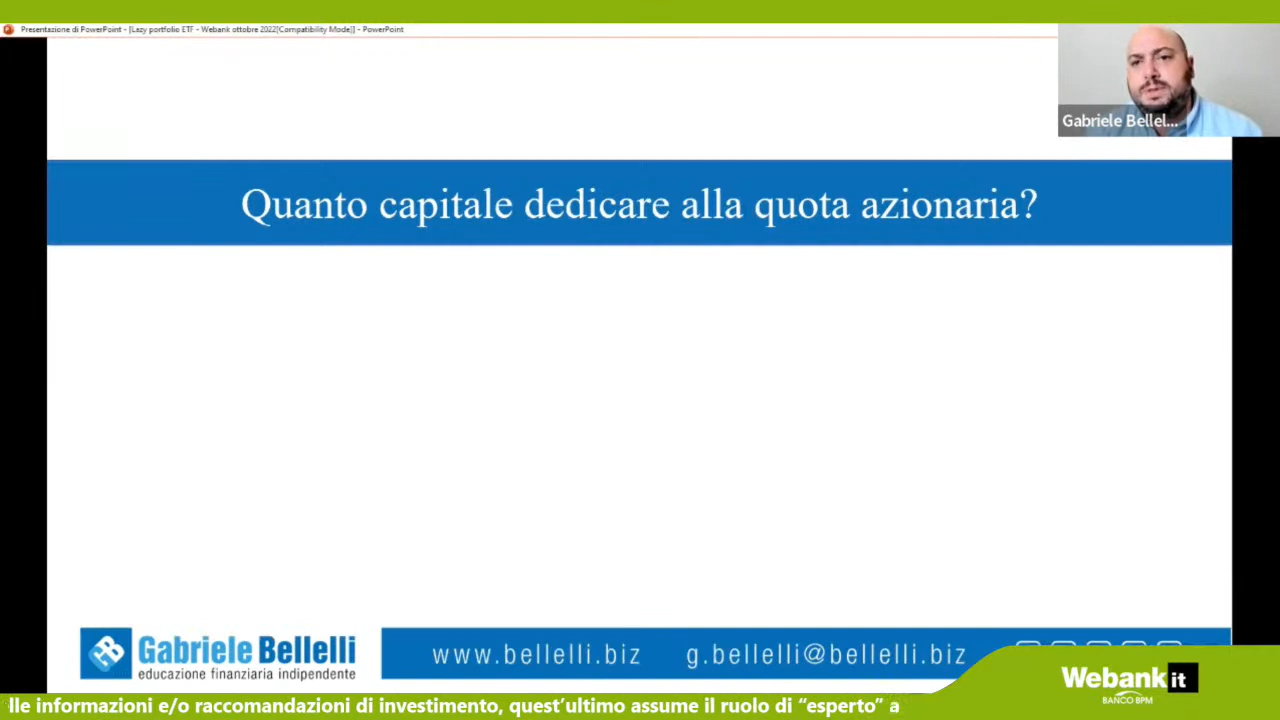 Presentazione di PowerPoint - [Lazy portfolio ETF - Webank ottobre 2022[Compatibility Mode]] - PowerPoint
Gabriele Bellel...
Quanto capitale dedicare alla quota azionaria?
Gabriele Bellelli
educazione finanziaria indipendente
www.bellelli.biz g.bellelli@bellelli.biz
Webank it
BANCO BPM
lle informazioni e/o raccomandazioni di investimento, quest'ultimo assume il ruolo di “esperto” a